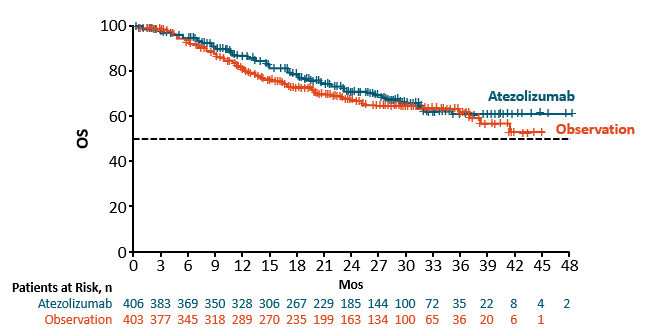 100
80
60
40
20
0
OS
Atezolizumab
Observation
0 3 6 9 12 15 18 21 24 27 30 33 36 39 42 45 48
Mos
Patients at Risk, n
Atezolizumab 406 383 369 350 328 306 267 229 185 144 100 72 35 22 8 4 2
Observation 403 377 345 318 289 270 235 199 163 134 100 65 36 20 6 1